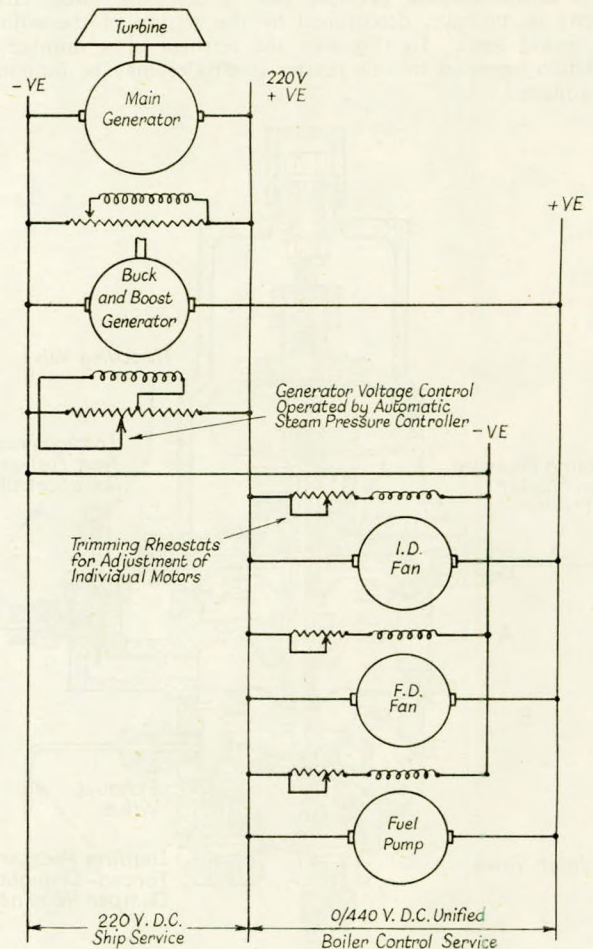 Turbine
- VE
220V
+ VE
Main
Generator
+ VE
Buck
and Boost
Generator
Generator Voltage Control
Operated by Automatic
Steam Pressure Controller
- VE
Trimming Rheostats
for Adjustment of
Individual Motors
I.D.
Fan
F.D.
Fan
Fuel
Pump
220 V. D.C.
Ship Service
0/440 V. D.C. Unified
Boiler Control Service